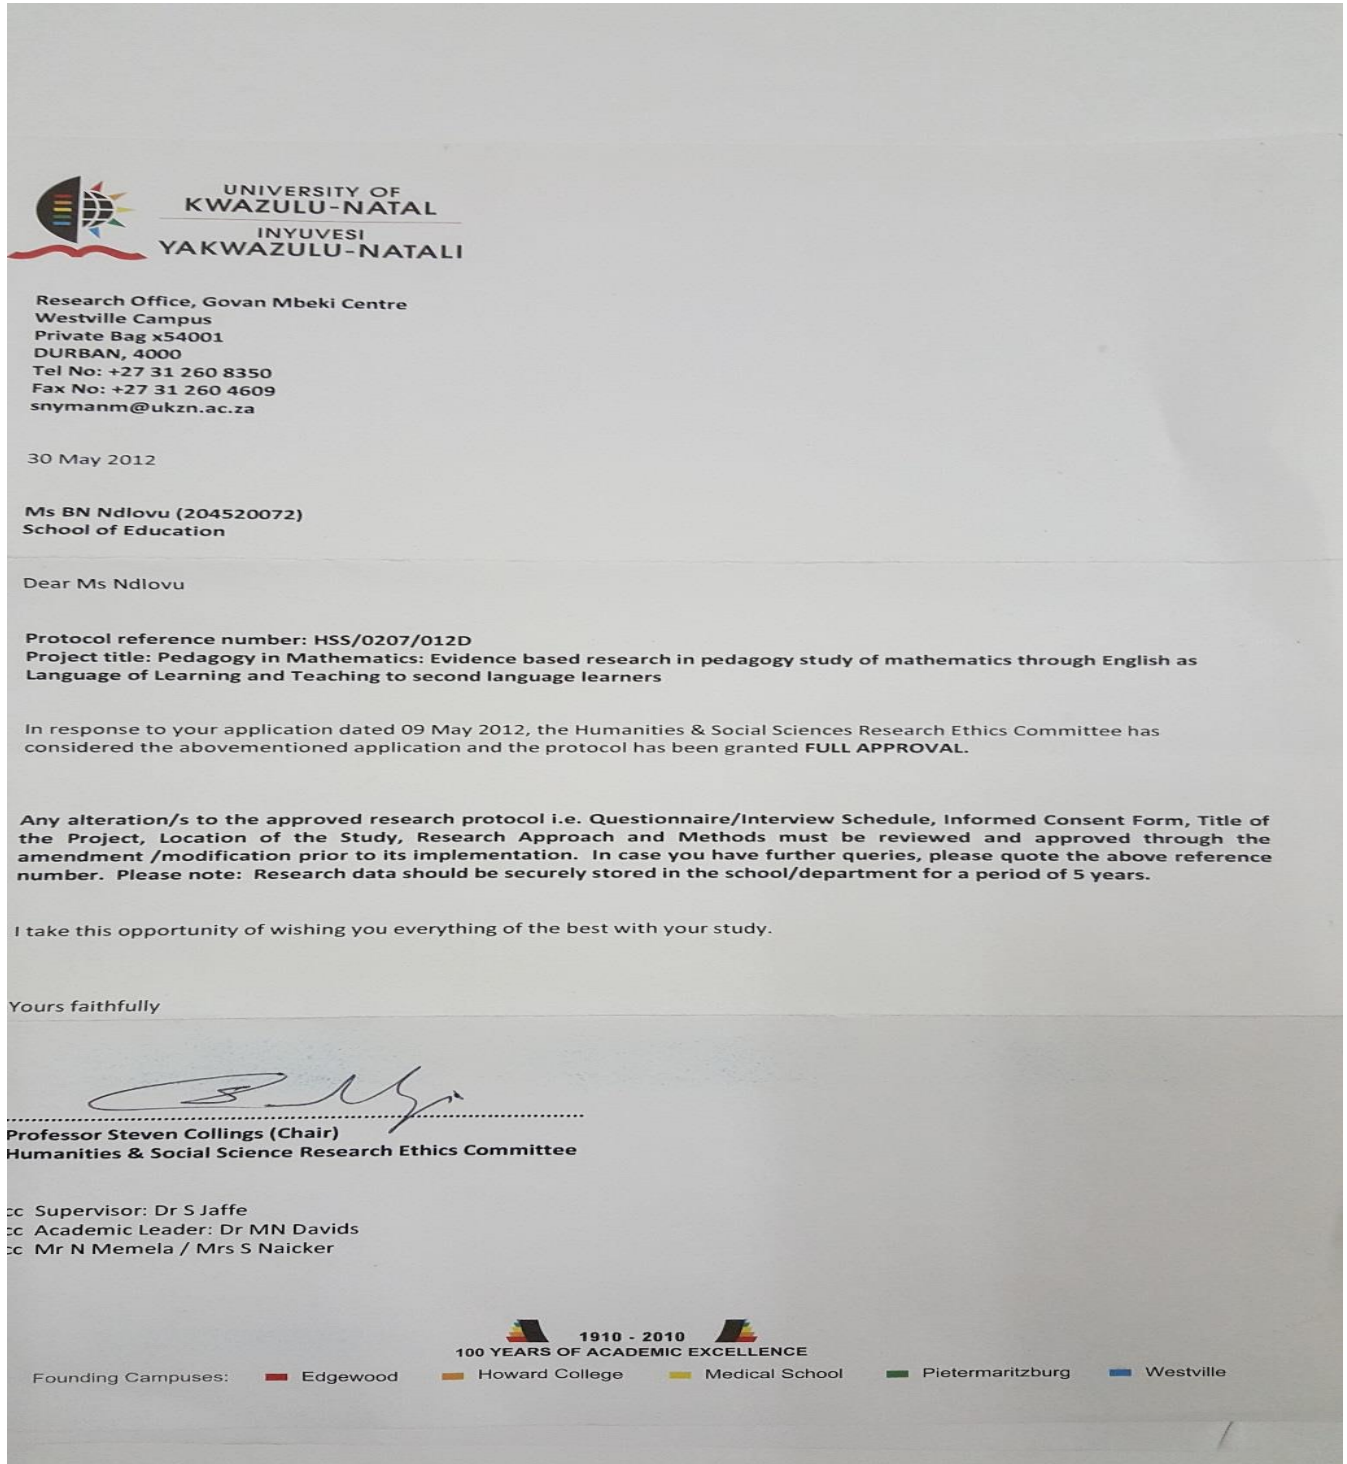 UNIVERSITY OF
KWAZULU-NATAL
INYUVESI
YAKWAZULU-NATALI
Research Office, Govan Mbeki Centre
Westville Campus
Private Bag x54001
DURBAN, 4000
Tel No: +27 31 260 8350
Fax No: +27 31 260 4609
snymanm@ukzn.ac.za
30 May 2012
Ms BN Ndlovu (204520072)
School of Education
Dear Ms Ndlovu
Protocol reference number: HSS/0207/012D
Project title: Pedagogy in Mathematics: Evidence based research in pedagogy study of mathematics through English as
Language of Learning and Teaching to second language learners
In response to your application dated 09 May 2012, the Humanities & Social Sciences Research Ethics Committee has
considered the abovementioned application and the protocol has been granted FULL APPROVAL.
Any alteration/s to the approved research protocol i.e. Questionnaire/Interview Schedule, Informed Consent Form, Title of
the Project, Location of the Study, Research Approach and Methods must be reviewed and approved through the
amendment /modification prior to its implementation. In case you have further queries, please quote the above reference
number. Please note: Research data should be securely stored in the school/department for a period of 5 years.
I take this opportunity of wishing you everything of the best with your study.
Yours faithfully
Professor Steven Collings (Chair)
Humanities & Social Science Research Ethics Committee
cc Supervisor: Dr S Jaffe
cc Academic Leader: Dr MN Davids
cc Mr N Memela / Mrs S Naicker
1910 - 2010
100 YEARS OF ACADEMIC EXCELLENCE
Founding Campuses: Edgewood Howard College Medical School Pietermaritzburg Westville